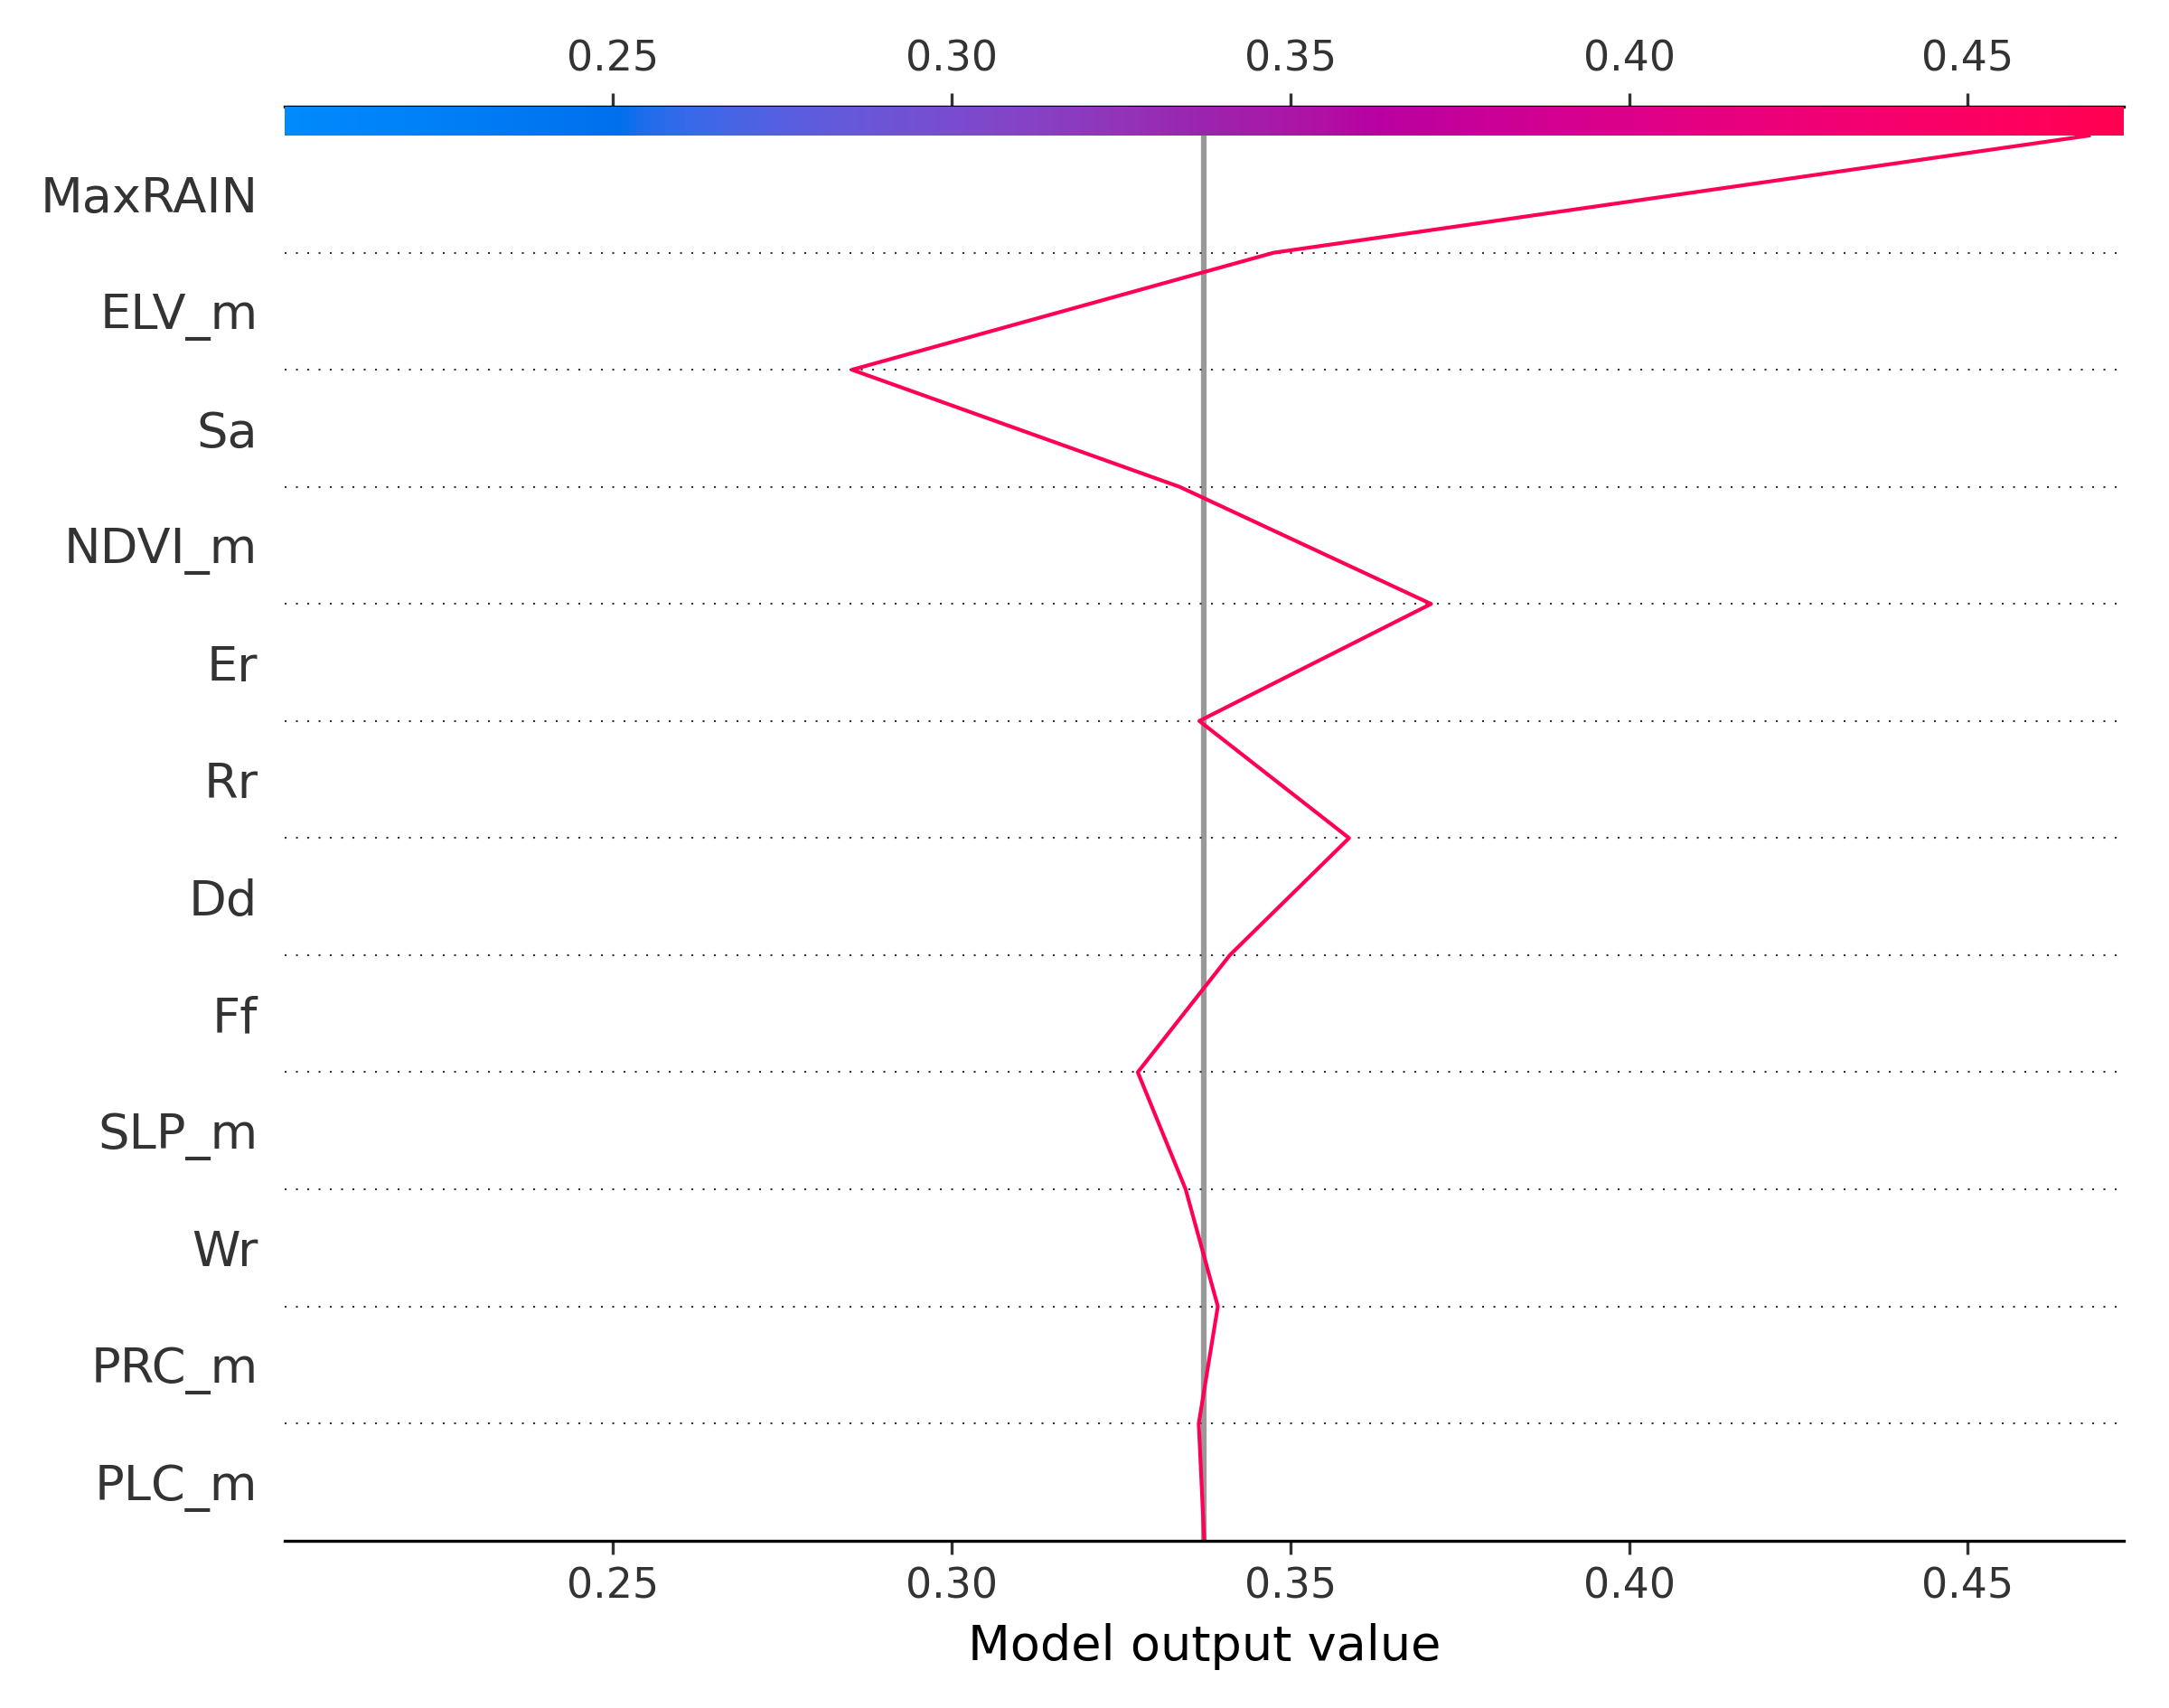 0.25 0.30 0.35 0.40 0.45
MaxRAIN
ELV_m
Sa
NDVI_m
Er
Rr
Dd
Ff
SLP_m
Wr
PRC_m
PLC_m
0.25 0.30 0.35 0.40 0.45
Model output value